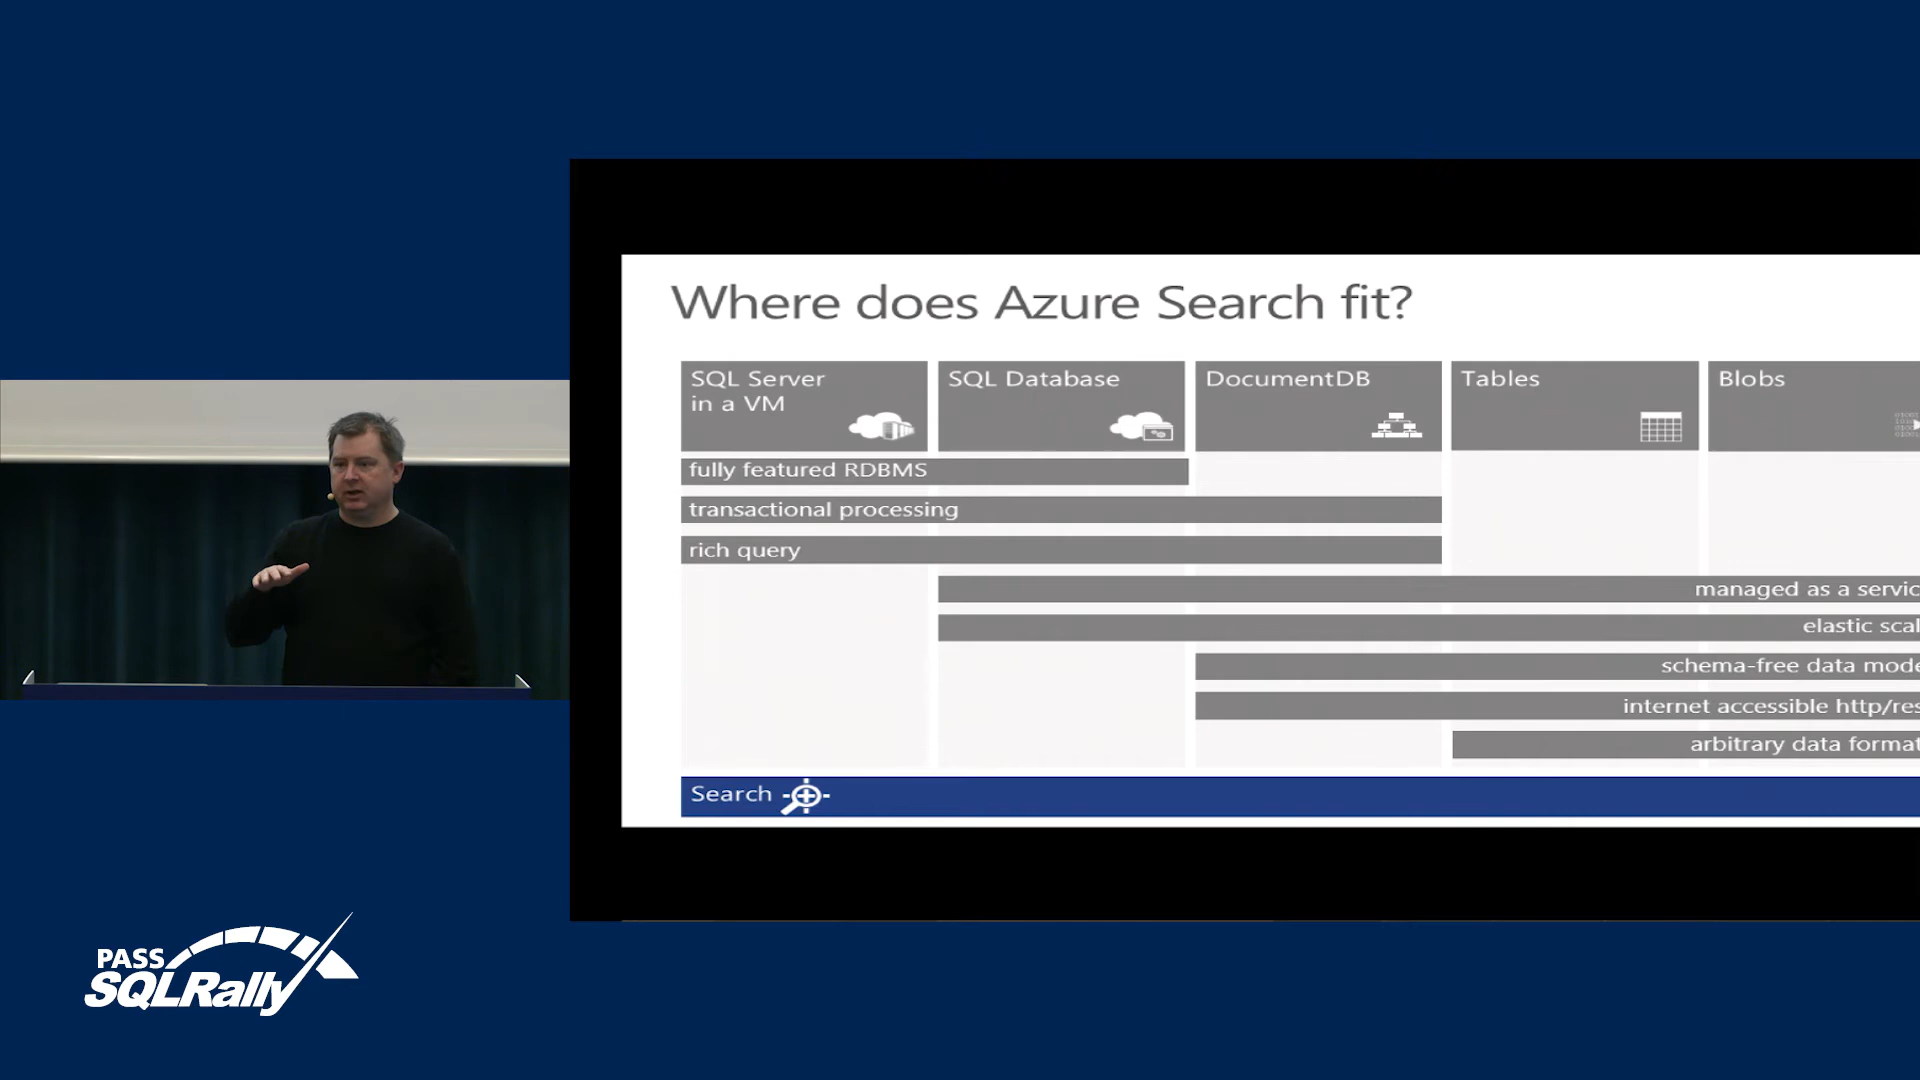 Where does Azure Search fit?
SQL Server
in a VM
SQL Database
DocumentDB
Tables
Blobs
fully featured RDBMS
transactional processing
rich query
managed as a servic
elastic scal
schema-free data mode
internet accessible http/res
arbitrary data format
Search
PASS
SQLRally